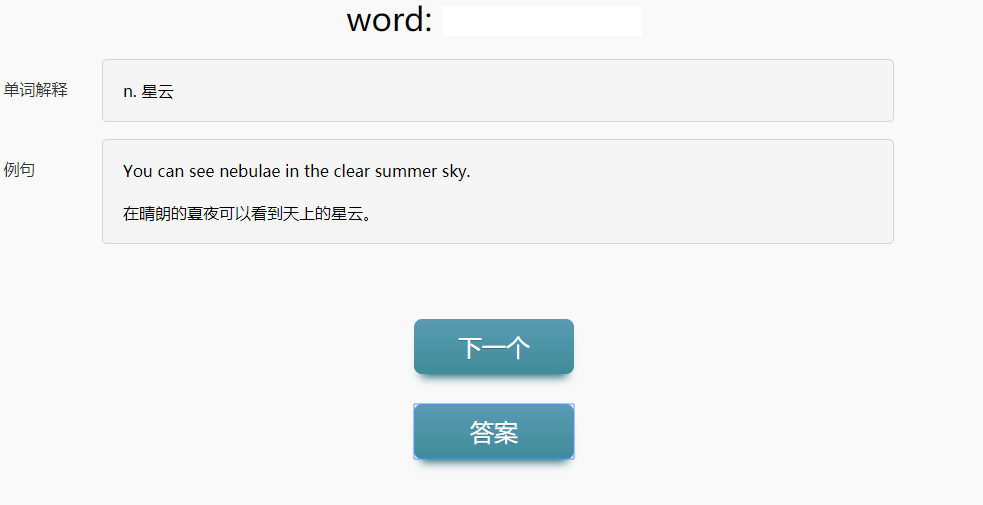 word:
单词解释
n. 星云
例句
You can see nebulae in the clear summer sky.
在晴朗的夏夜可以看到天上的星云。
下一个
答案